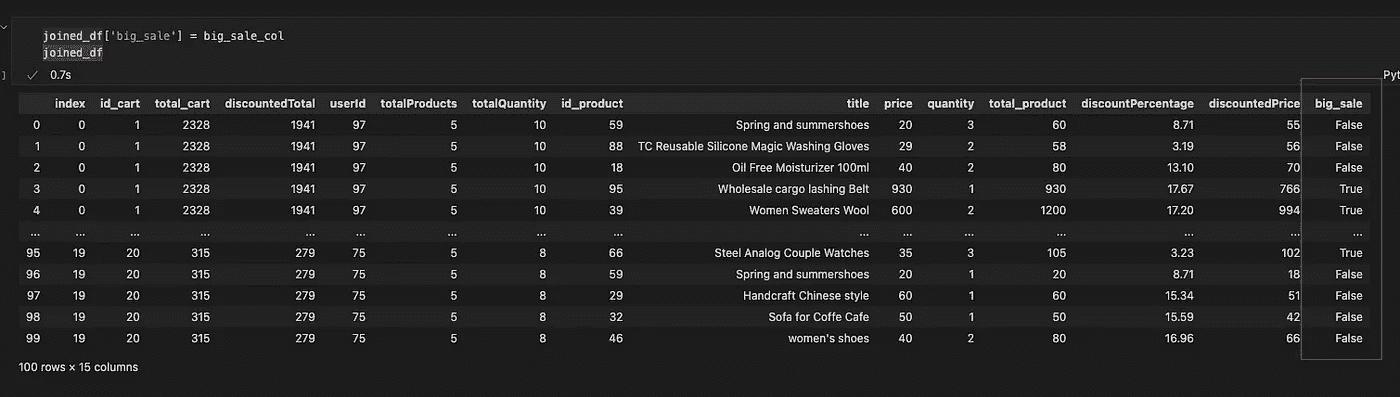 joined_df['big_sale'] = big_sale_col
joined_df
] ✓ 0.7s Pyt
index id_cart total_cart discountedTotal userId totalProducts totalQuantity id_product title price quantity total_product discountPercentage discountedPrice big_sale
0 0 1 2328 1941 97 5 10 59 Spring and summershoes 20 3 60 8.71 55 False
1 0 1 2328 1941 97 5 10 88 TC Reusable Silicone Magic Washing Gloves 29 2 58 3.19 56 False
2 0 1 2328 1941 97 5 10 18 Oil Free Moisturizer 100ml 40 2 80 13.10 70 False
3 0 1 2328 1941 97 5 10 95 Wholesale cargo lashing Belt 930 1 930 17.67 766 True
4 0 1 2328 1941 97 5 10 39 Women Sweaters Wool 600 2 1200 17.20 994 True
... ... ... ... ... ... ... ... ... ... ... ... ... ... ... ...
95 19 20 315 279 75 5 8 66 Steel Analog Couple Watches 35 3 105 3.23 102 True
96 19 20 315 279 75 5 8 59 Spring and summershoes 20 1 20 8.71 18 False
97 19 20 315 279 75 5 8 29 Handcraft Chinese style 60 1 60 15.34 51 False
98 19 20 315 279 75 5 8 32 Sofa for Coffe Cafe 50 1 50 15.59 42 False
99 19 20 315 279 75 5 8 46 women's shoes 40 2 80 16.96 66 False
100 rows × 15 columns